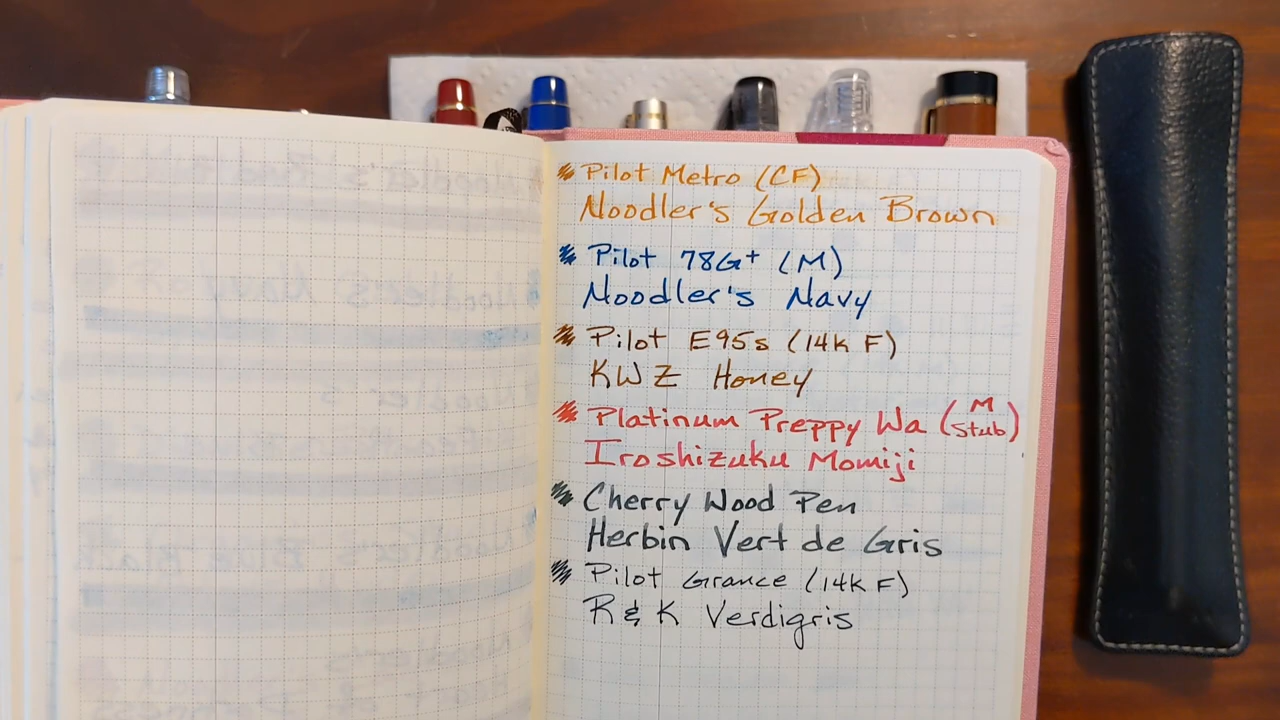 Pilot Metro (CF)
Noodler's Golden Brown
Pilot 78G+ (M)
Noodler's Navy
Pilot E95s (14K F)
KWZ Honey
Platinum Preppy Wa (M Stub)
Iroshizuku Momiji
Cherry Wood Pen
Herbin Vert de Gris
Pilot Grance (14K F)
R & K Verdigris